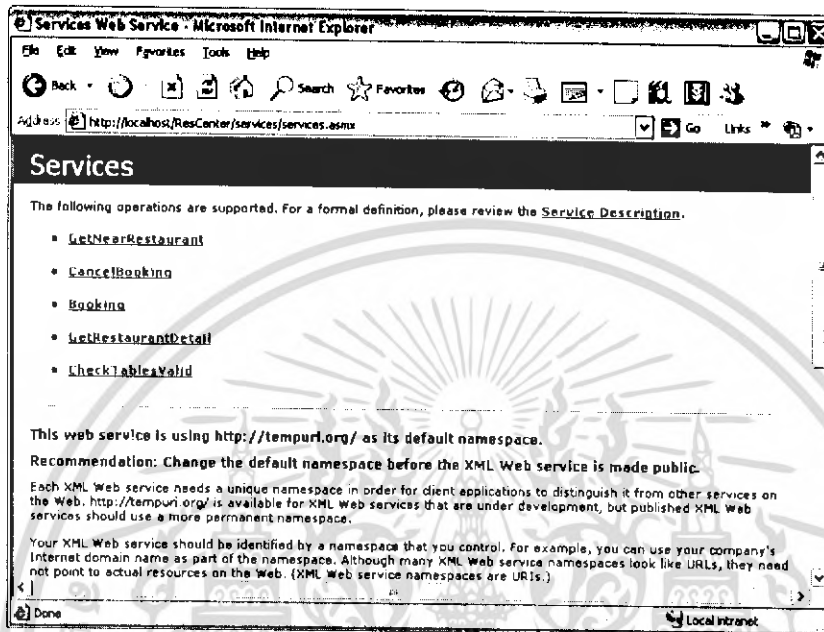 Services Web Service - Microsoft Internet Explorer
File Edit View Favorites Tools Help
Back Search Favorites
Address http://localhost/ResCenter/services/services.asmx Go Links »
Services
The following operations are supported. For a formal definition, please review the Service Description.
• GetNearRestaurant
• CancelBooking
• Booking
• GetRestaurantDetail
• CheckTablesValid
This web service is using http://tempuri.org/ as its default namespace.
Recommendation: Change the default namespace before the XML Web service is made public.
Each XML Web service needs a unique namespace in order for client applications to distinguish it from other services on
the Web. http://tempuri.org/ is available for XML Web services that are under development, but published XML Web
services should use a more permanent namespace.
Your XML Web service should be identified by a namespace that you control. For example, you can use your company's
Internet domain name as part of the namespace. Although many XML Web service namespaces look like URLs, they need
not point to actual resources on the Web. (XML Web service namespaces are URIs.)
Done Local intranet